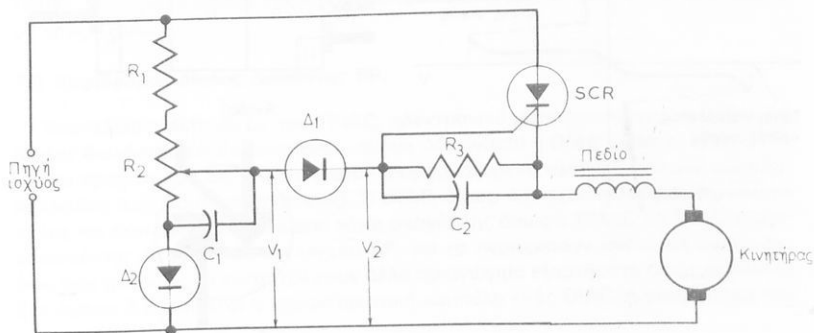 R1
SCR
Δ1
R2
R3
Πεδίο
Πηγή
ισχύος
C2
C1
V1
V2
Δ2
Κινητήρας